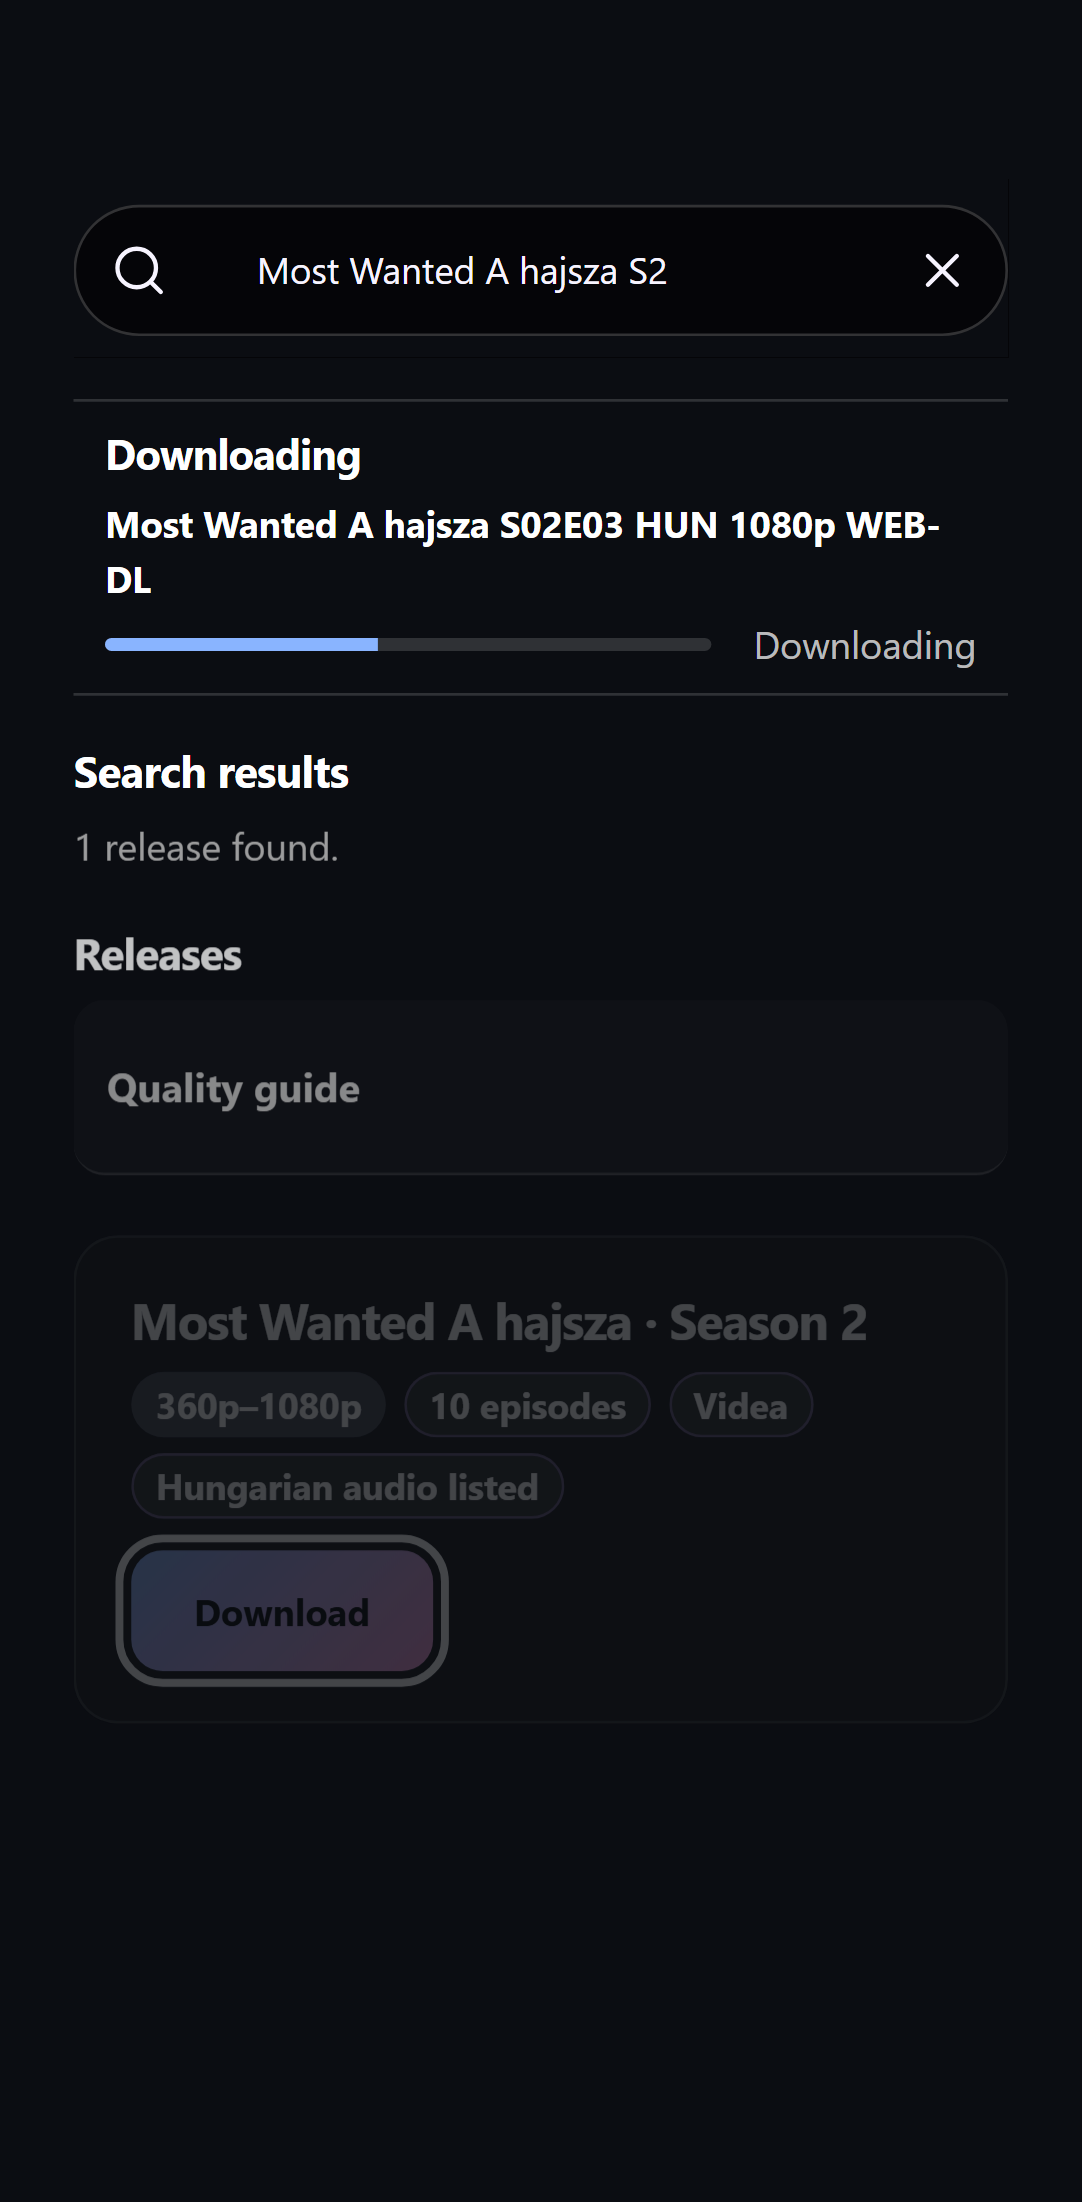 Most Wanted A hajsza S2
Downloading
Most Wanted A hajsza S02E03 HUN 1080p WEB-
DL
Downloading
Search results
1 release found.
Releases
Quality guide
Most Wanted A hajsza · Season 2
360p–1080p 10 episodes Videa
Hungarian audio listed
Download